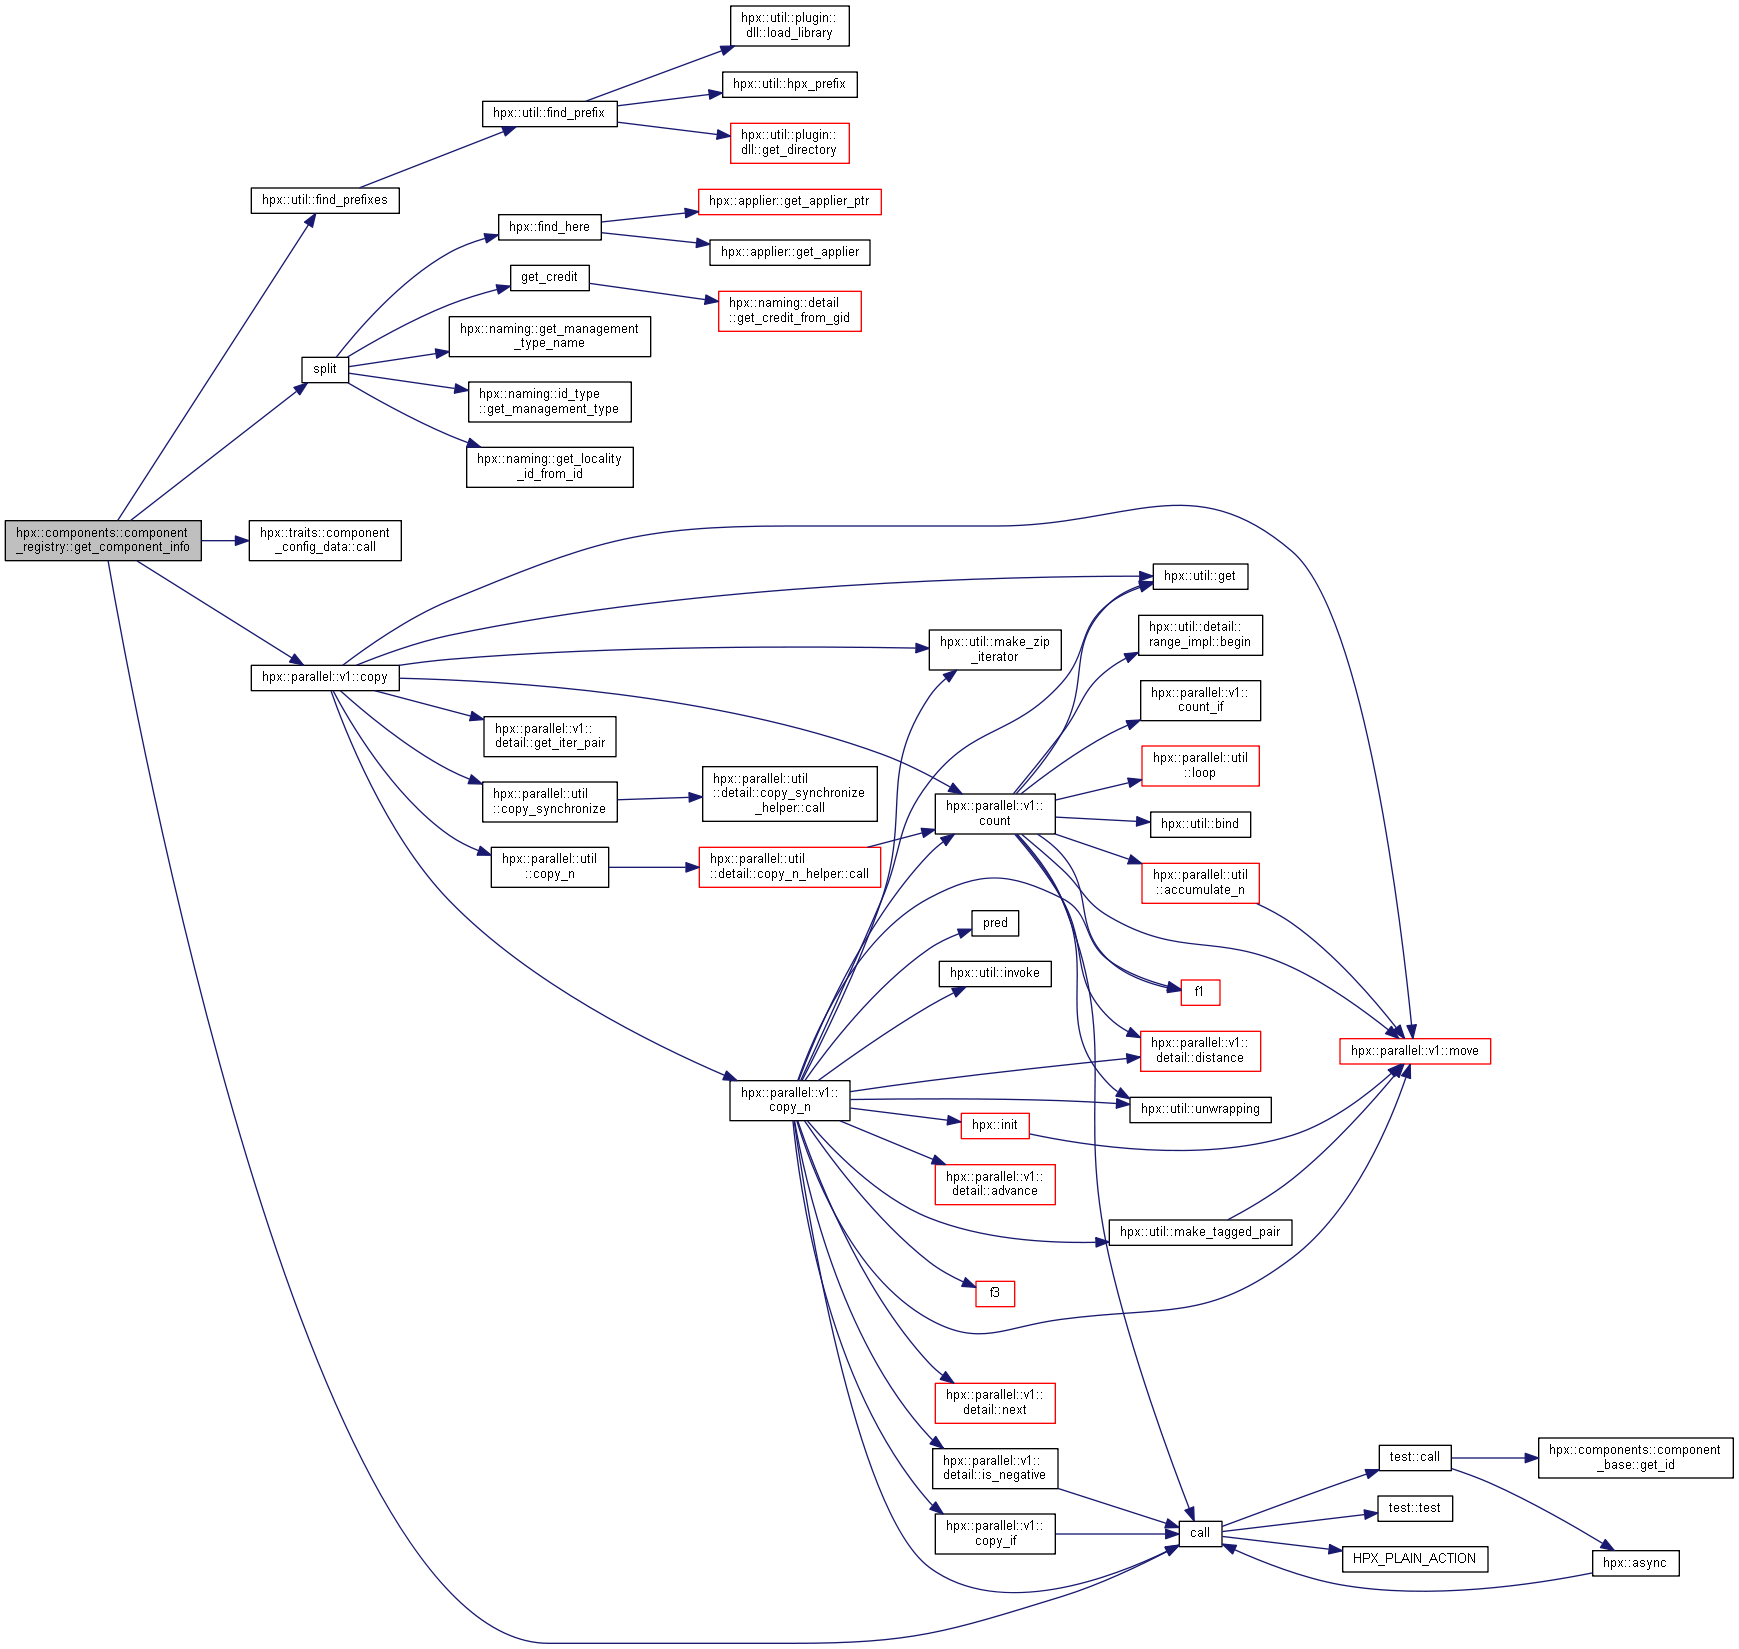 hpx::util::plugin::
dll::load_library
hpx::util::hpx_prefix
hpx::util::find_prefix
hpx::util::plugin::
dll::get_directory
hpx::util::find_prefixes
hpx::applier::get_applier_ptr
hpx::find_here
hpx::applier::get_applier
get_credit
hpx::naming::detail
::get_credit_from_gid
hpx::naming::get_management
_type_name
split
hpx::naming::id_type
::get_management_type
hpx::naming::get_locality
_id_from_id
hpx::components::component
_registry::get_component_info
hpx::traits::component
_config_data::call
hpx::util::get
hpx::util::detail::
range_impl::begin
hpx::util::make_zip
_iterator
hpx::parallel::v1::copy
hpx::parallel::v1::
count_if
hpx::parallel::v1::
detail::get_iter_pair
hpx::parallel::util
::loop
hpx::parallel::util
::copy_synchronize
hpx::parallel::util
::detail::copy_synchronize
_helper::call
hpx::parallel::v1::
count
hpx::util::bind
hpx::parallel::util
::copy_n
hpx::parallel::util
::detail::copy_n_helper::call
hpx::parallel::util
::accumulate_n
pred
hpx::util::invoke
f1
hpx::parallel::v1::
detail::distance
hpx::parallel::v1::move
hpx::parallel::v1::
copy_n
hpx::util::unwrapping
hpx::init
hpx::parallel::v1::
detail::advance
hpx::util::make_tagged_pair
f3
hpx::parallel::v1::
detail::next
hpx::parallel::v1::
detail::is_negative
test::call
hpx::components::component
_base::get_id
hpx::parallel::v1::
copy_if
call
test::test
HPX_PLAIN_ACTION
hpx::async